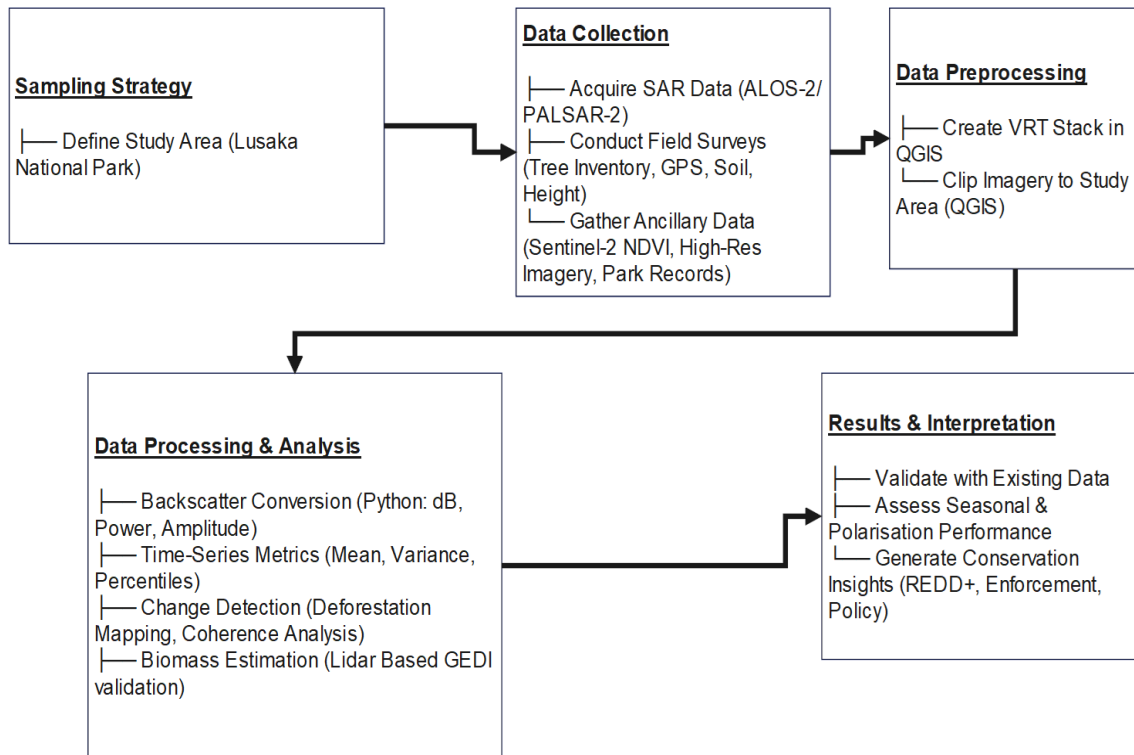 Sampling Strategy
├── Define Study Area (Lusaka
National Park)
Data Collection
├── Acquire SAR Data (ALOS-2/
PALSAR-2)
├── Conduct Field Surveys
(Tree Inventory, GPS, Soil,
Height)
└── Gather Ancillary Data
(Sentinel-2 NDVI, High-Res
Imagery, Park Records)
Data Preprocessing
├── Create VRT Stack in
QGIS
└── Clip Imagery to Study
Area (QGIS)
Data Processing & Analysis
├── Backscatter Conversion (Python: dB,
Power, Amplitude)
├── Time-Series Metrics (Mean, Variance,
Percentiles)
├── Change Detection (Deforestation
Mapping, Coherence Analysis)
├── Biomass Estimation (Lidar Based GEDI
validation)
Results & Interpretation
├── Validate with Existing Data
├── Assess Seasonal &
Polarisation Performance
└── Generate Conservation
Insights (REDD+, Enforcement,
Policy)